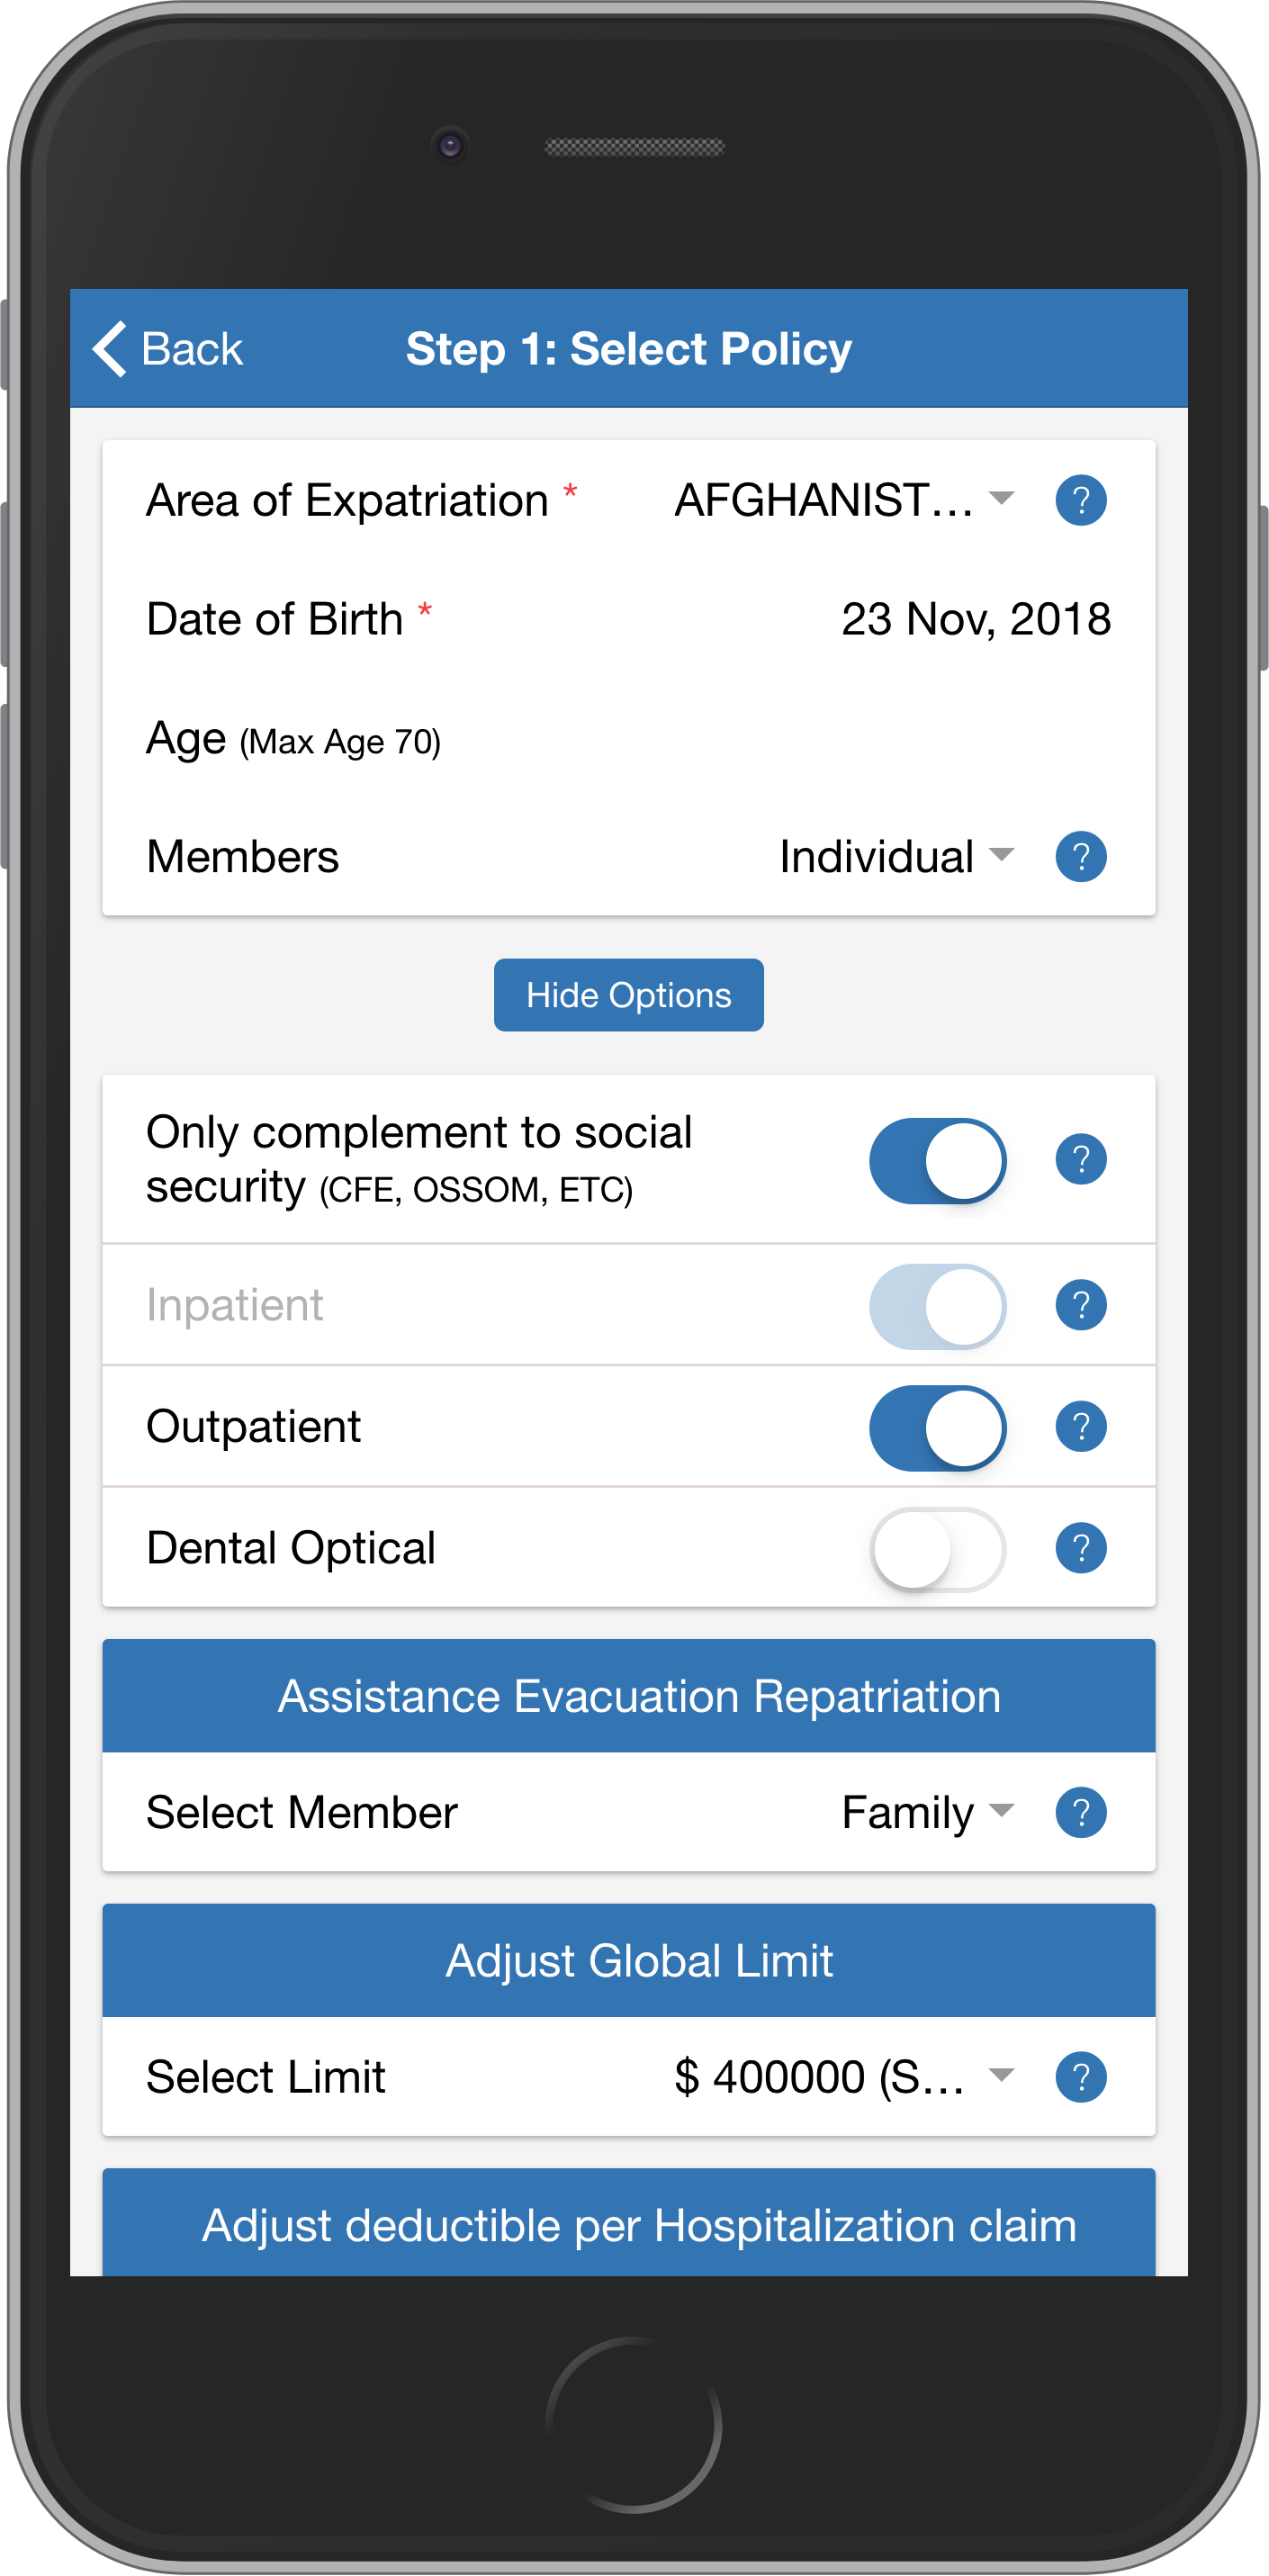 Back
Step 1: Select Policy
Area of Expatriation * AFGHANIST... ?
Date of Birth * 23 Nov, 2018
Age (Max Age 70)
Members Individual ?
Hide Options
Only complement to social
security (CFE, OSSOM, ETC) ?
Inpatient ?
Outpatient ?
Dental Optical ?
Assistance Evacuation Repatriation
Select Member Family ?
Adjust Global Limit
Select Limit $ 400000 (S... ?
Adjust deductible per Hospitalization claim